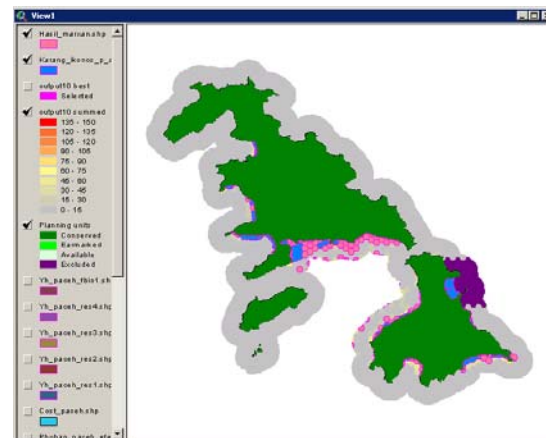 View1
Hasil_marxan.shp
output10 best
Selected
output10 summed
135 - 150
120 - 135
105 - 120
90 - 105
75 - 90
60 - 75
45 - 60
30 - 45
15 - 30
0 - 15
Planning units
Conserved
Earmarked
Available
Excluded
Yh_paseh_fbio1.sh
Yh_paseh_res4.shp
Yh_paseh_res3.shp
Yh_paseh_res2.shp
Yh_paseh_res1.shp
Cost_paseh.shp